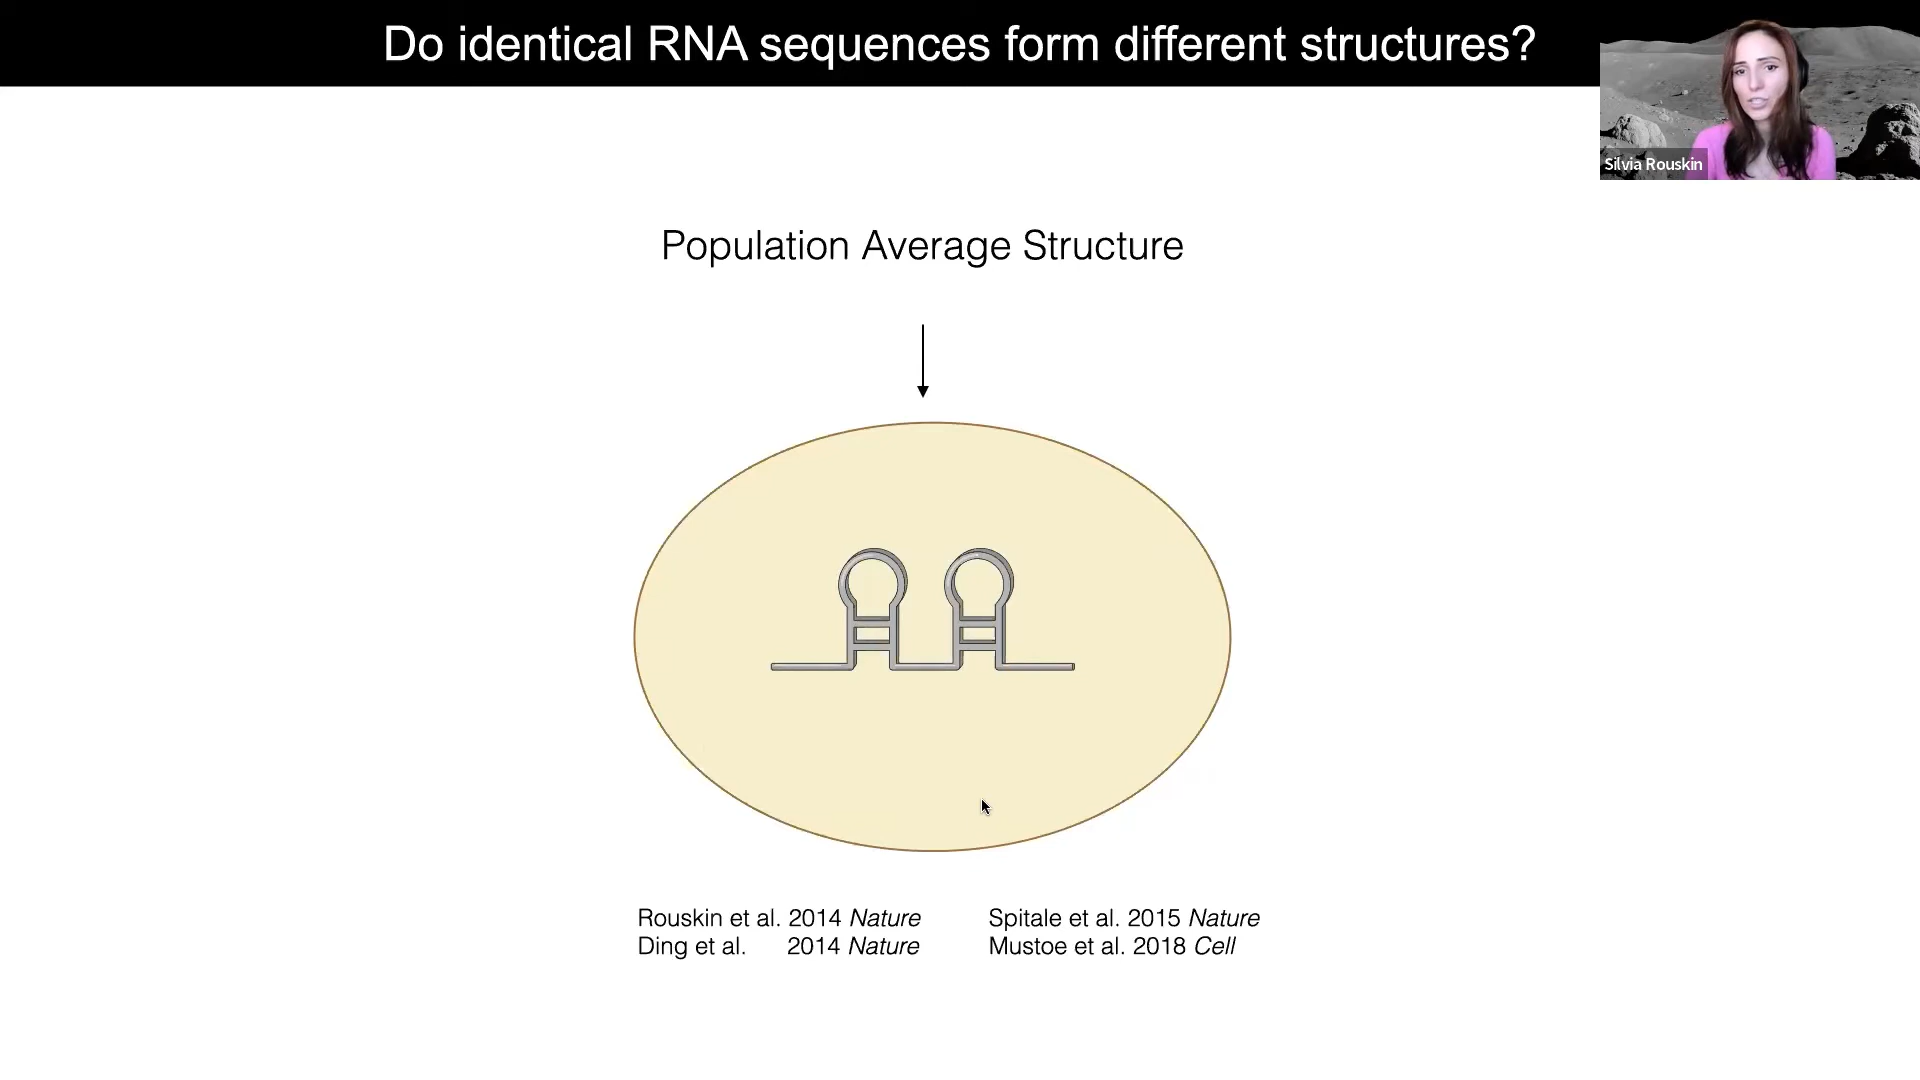 Do identical RNA sequences form different structures?
Silvia Rouskin
Population Average Structure
Rouskin et al. 2014 Nature
Ding et al. 2014 Nature
Spitale et al. 2015 Nature
Mustoe et al. 2018 Cell